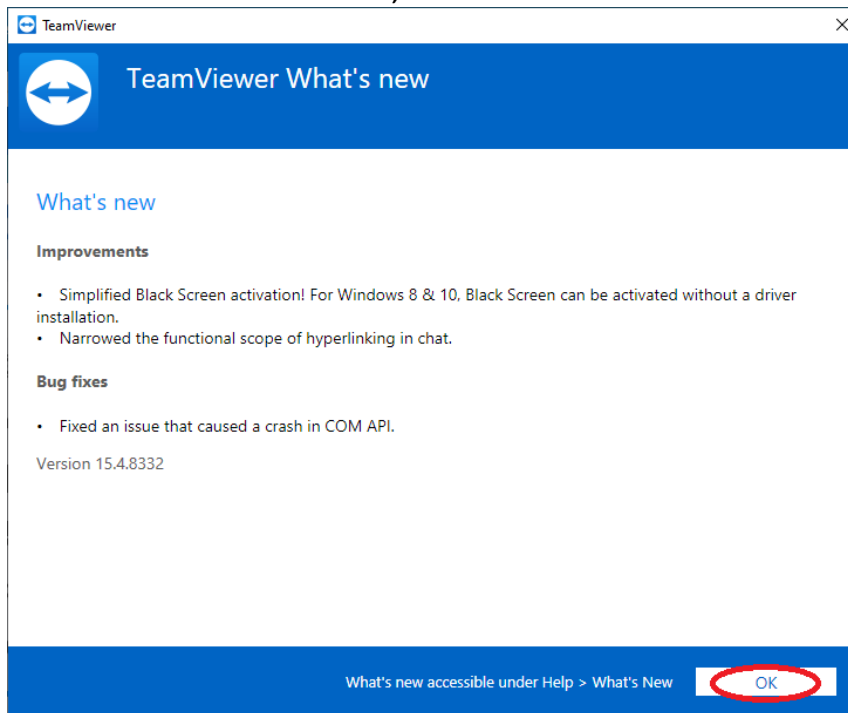 TeamViewer
TeamViewer What's new
What's new
Improvements
• Simplified Black Screen activation! For Windows 8 & 10, Black Screen can be activated without a driver
installation.
• Narrowed the functional scope of hyperlinking in chat.
Bug fixes
• Fixed an issue that caused a crash in COM API.
Version 15.4.8332
What's new accessible under Help > What's New
OK